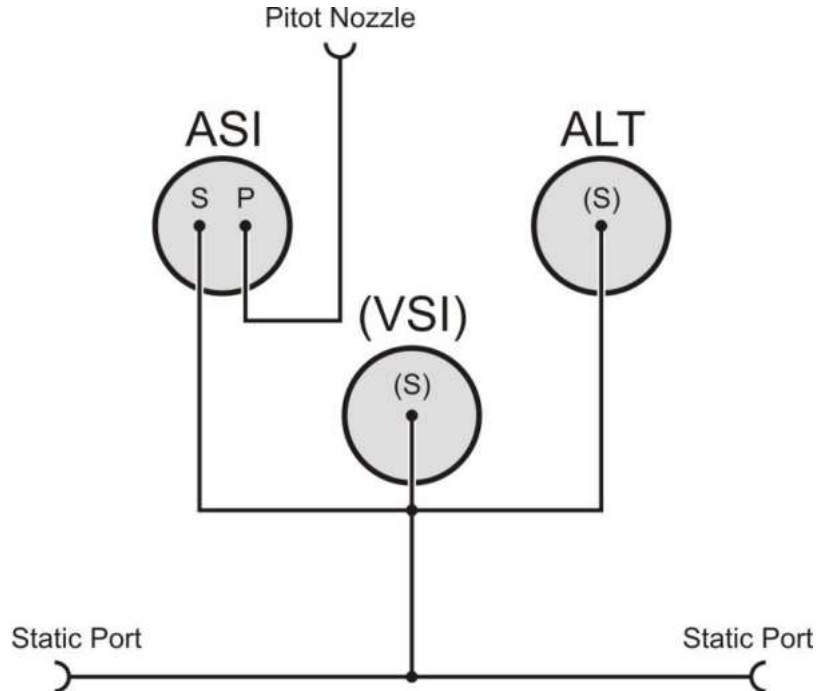 Pitot Nozzle
ASI
ALT
S P
(S)
(VSI)
(S)
Static Port
Static Port